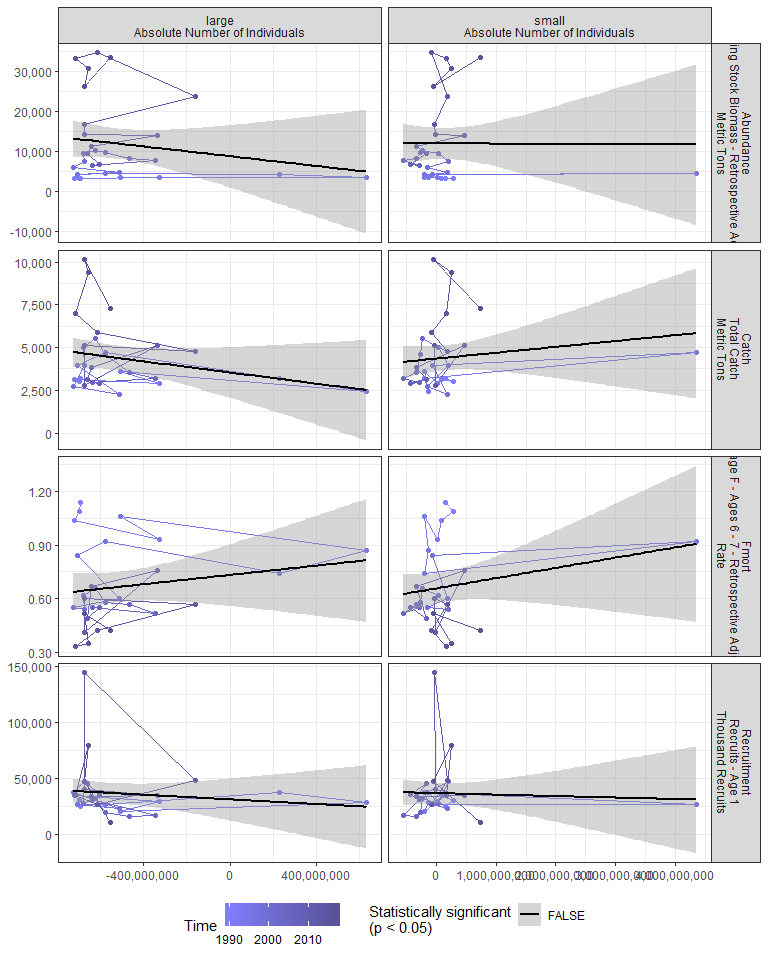 large
Absolute Number of Individuals
small
Absolute Number of Individuals
30,000
20,000
10,000
0
-10,000
Abundance
Stock Biomass - Retrospective
Metric Tons
10,000
7,500
5,000
2,500
0
Catch
Total Catch
Metric Tons
1.20
0.90
0.60
0.30
Fmort
F - Ages 6 - 7 - Retrospective
Rate
150,000
100,000
50,000
0
Recruitment
Recruits - Age 1
Thousand Recruits
-400,000,000
0
400,000,000
0
Time
1990
2000
2010
Statistically significant
(p < 0.05)
FALSE